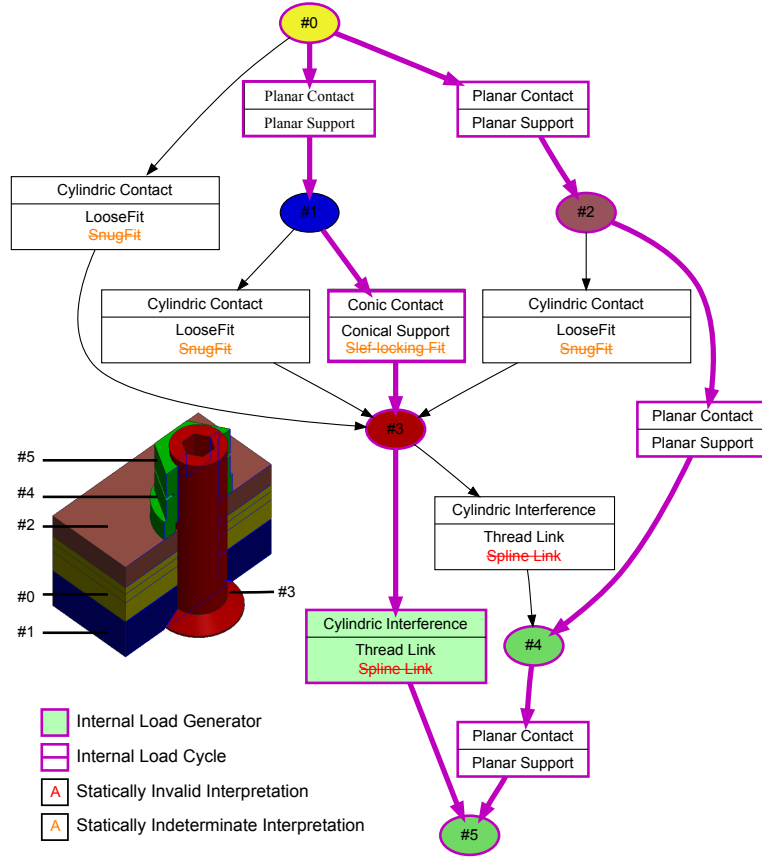 #0
Planar Contact
Planar Support
Planar Contact
Planar Support
Cylindric Contact
LooseFit
SnugFit
#1
#2
Cylindric Contact
LooseFit
SnugFit
Conic Contact
Conical Support
Slef-locking Fit
Cylindric Contact
LooseFit
SnugFit
Planar Contact
Planar Support
#3
#5
#4
#2
#0
#1
#3
Cylindric Interference
Thread Link
Spline Link
Cylindric Interference
Thread Link
Spline Link
#4
Planar Contact
Planar Support
#5
Internal Load Generator
Internal Load Cycle
A Statically Invalid Interpretation
A Statically Indeterminate Interpretation